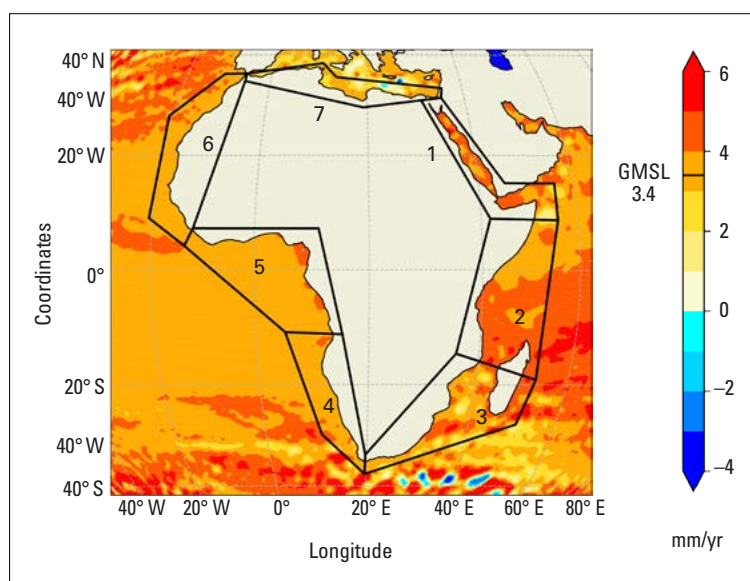 40° N
40° W
20° W
0°
20° S
40° W
40° S
Coordinates
7
6
1
5
2
4
3
40° W
20° W
0°
20° E
40° E
60° E
80° E
Longitude
GMSL
3.4
6
4
2
0
−2
−4
mm/yr